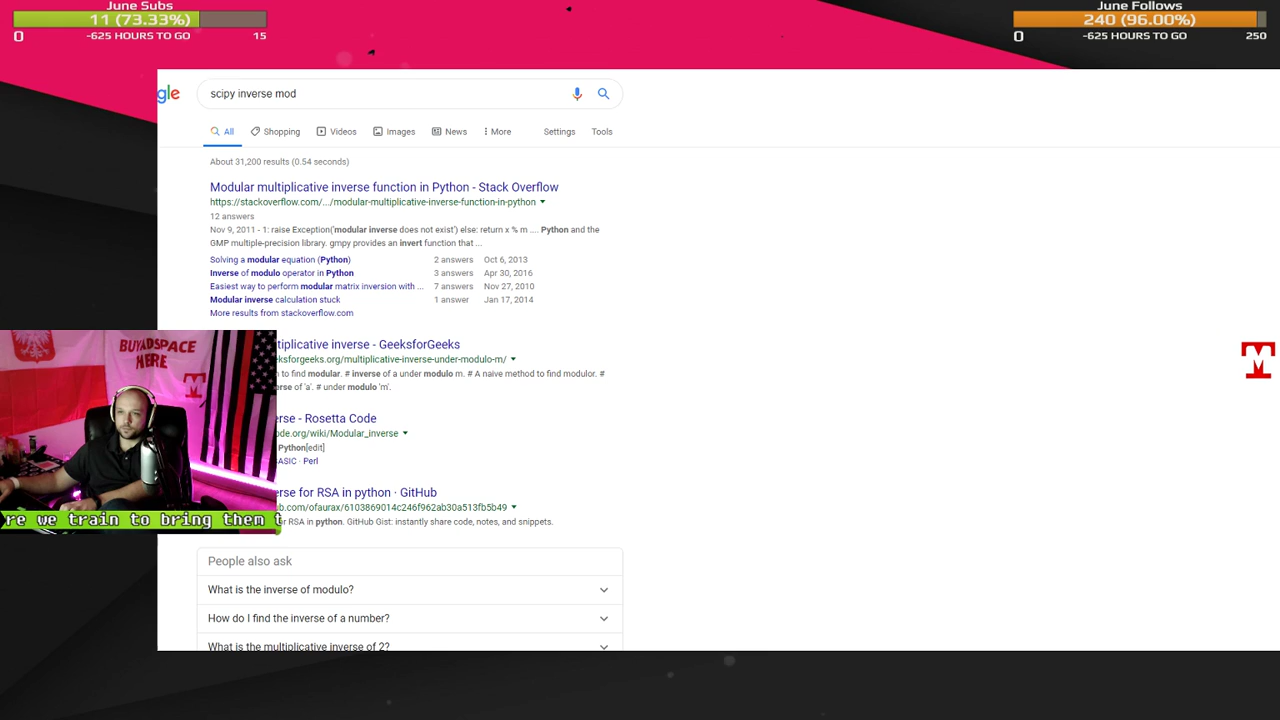 June Subs
11 (73.33%)
0 -625 HOURS TO GO 15
June Follows
240 (96.00%)
0 -625 HOURS TO GO 250
gle
scipy inverse mod
All Shopping Videos Images News More Settings Tools
About 31,200 results (0.54 seconds)
Modular multiplicative inverse function in Python - Stack Overflow
https://stackoverflow.com/.../modular-multiplicative-inverse-function-in-python
12 answers
Nov 9, 2011 - 1: raise Exception('modular inverse does not exist') else: return x % m .... Python and the
GMP multiple-precision library. gmpy provides an invert function that ...
Solving a modular equation (Python) 2 answers Oct 6, 2013
Inverse of modulo operator in Python 3 answers Apr 30, 2016
Easiest way to perform modular matrix inversion with ... 7 answers Nov 27, 2010
Modular inverse calculation stuck 1 answer Jan 17, 2014
More results from stackoverflow.com
tiplicative inverse - GeeksforGeeks
eksforgeeks.org/multiplicative-inverse-under-modulo-m/
to find modular. # inverse of a under modulo m. # A naive method to find modulor. #
erse of 'a'. # under modulo 'm'.
erse - Rosetta Code
ode.org/wiki/Modular_inverse
Python[edit]
ASIC · Perl
erse for RSA in python · GitHub
b.com/ofaurax/6103869014c246f962ab30a513fb5b49
or RSA in python. GitHub Gist: instantly share code, notes, and snippets.
BUY ADSPACE
HERE
re we train to bring them t
People also ask
What is the inverse of modulo?
How do I find the inverse of a number?
What is the multiplicative inverse of 2?